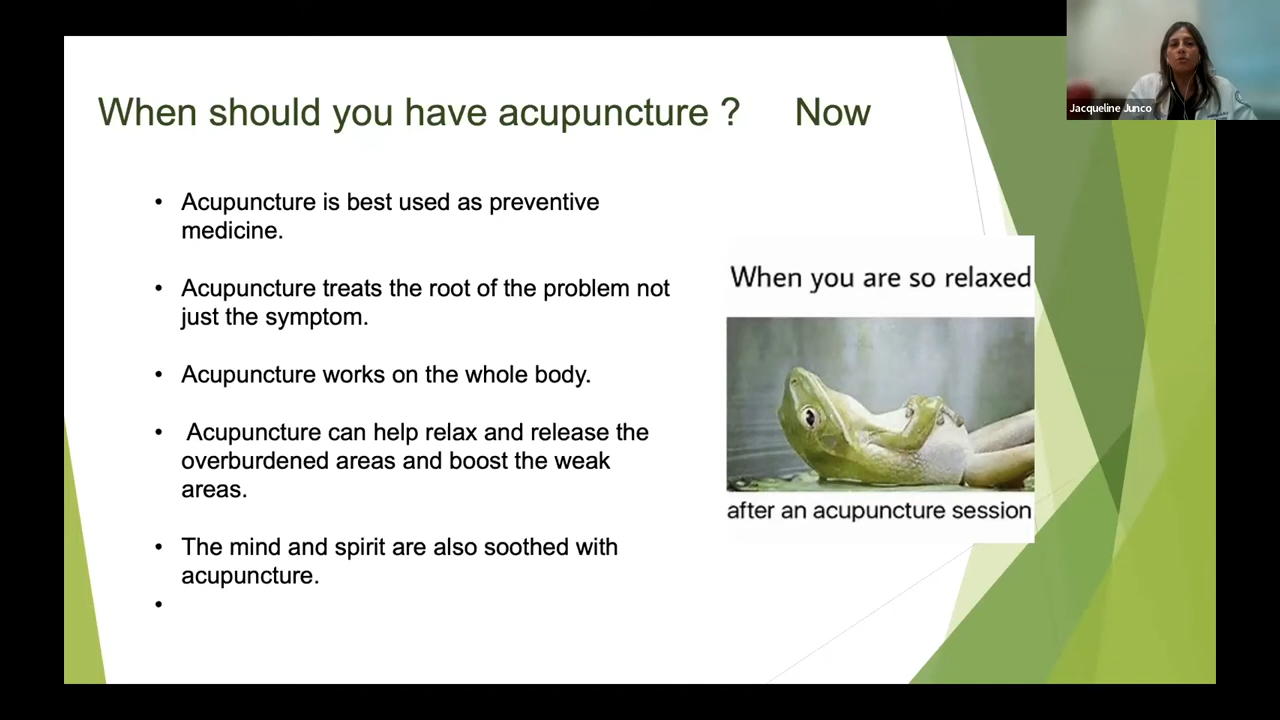 When should you have acupuncture ? Now
• Acupuncture is best used as preventive
medicine.
• Acupuncture treats the root of the problem not
just the symptom.
• Acupuncture works on the whole body.
• Acupuncture can help relax and release the
overburdened areas and boost the weak
areas.
• The mind and spirit are also soothed with
acupuncture.
•
When you are so relaxed
after an acupuncture session
Jacqueline Junco